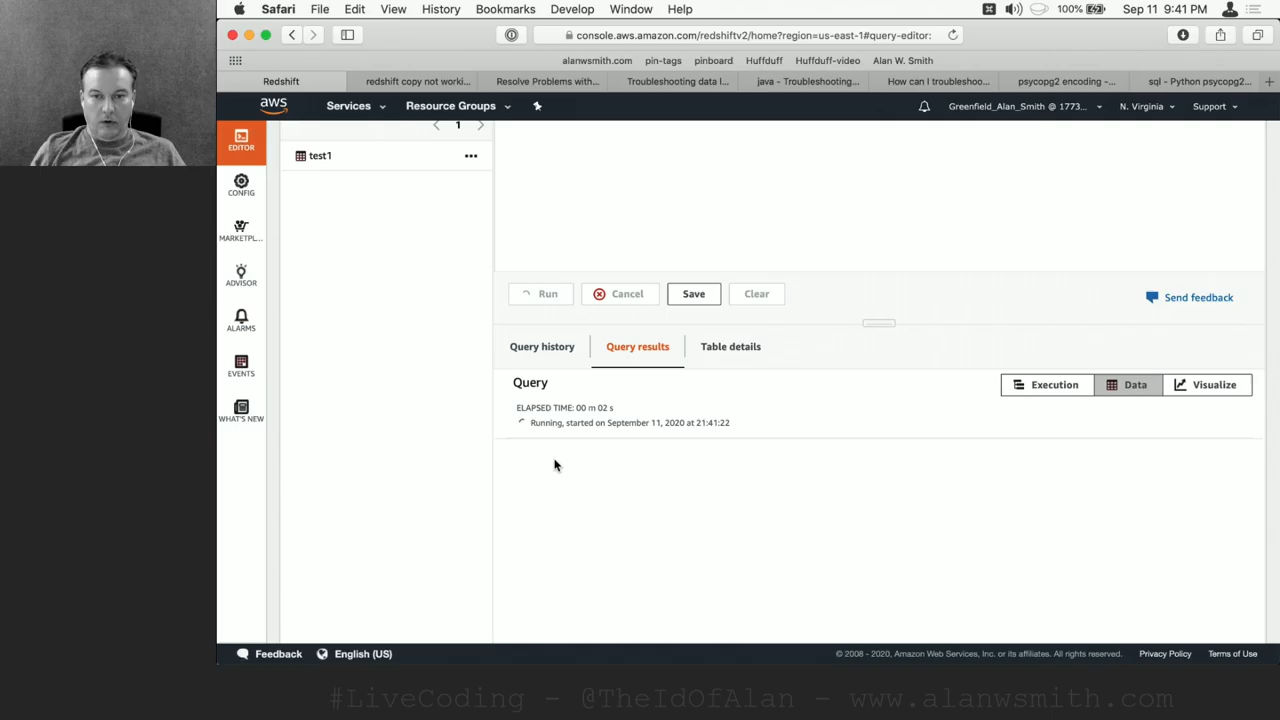 Safari File Edit View History Bookmarks Develop Window Help 100% Sep 11 9:41 PM
console.aws.amazon.com/redshiftv2/home?region=us-east-1#query-editor:
alanwsmith.com pin-tags pinboard Huffduff Huffduff-video Alan W. Smith
Redshift redshift copy not worki... Resolve Problems with... Troubleshooting data l... java - Troubleshooting... How can I troubleshoo... psycopg2 encoding -... sql - Python psycopg2... +
aws Services Resource Groups Greenfield_Alan_Smith @ 1773... N. Virginia Support
EDITOR
CONFIG
MARKETPL...
ADVISOR
ALARMS
EVENTS
WHAT'S NEW
1
test1
Run Cancel Save Clear
Send feedback
Query history Query results Table details
Query
Execution Data Visualize
ELAPSED TIME: 00 m 02 s
Running, started on September 11, 2020 at 21:41:22
Feedback English (US) © 2008 - 2020, Amazon Web Services, Inc. or its affiliates. All rights reserved. Privacy Policy Terms of Use
#LiveCoding - @TheIdOfAlan - www.alanwsmith.com